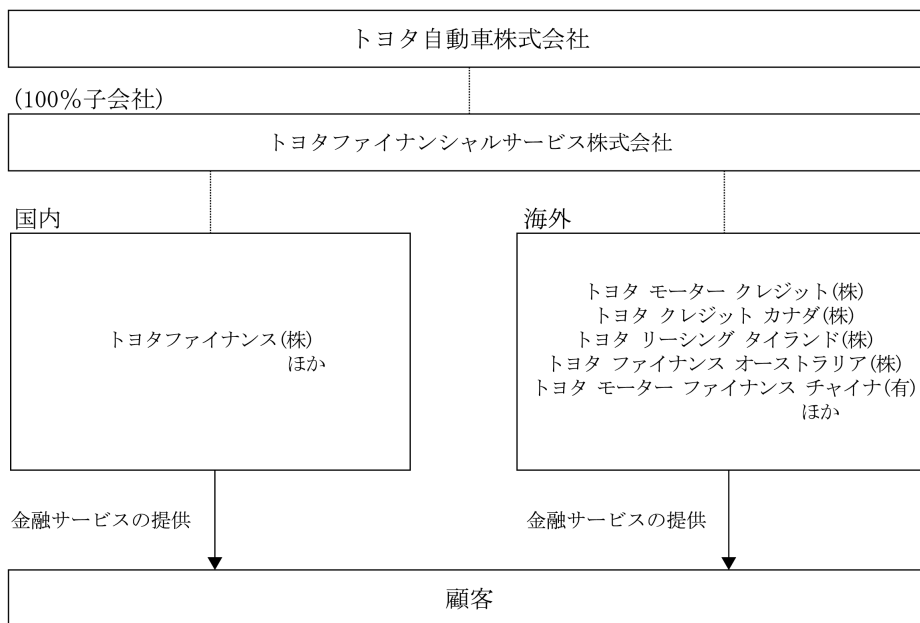 トヨタ自動車株式会社
(100％子会社)
トヨタファイナンシャルサービス株式会社
国内
トヨタファイナンス(株)
ほか
海外
トヨタ モーター クレジット(株)
トヨタ クレジット カナダ(株)
トヨタ リーシング タイランド(株)
トヨタ ファイナンス オーストラリア(株)
トヨタ モーター ファイナンス チャイナ(有)
ほか
金融サービスの提供
金融サービスの提供
顧客